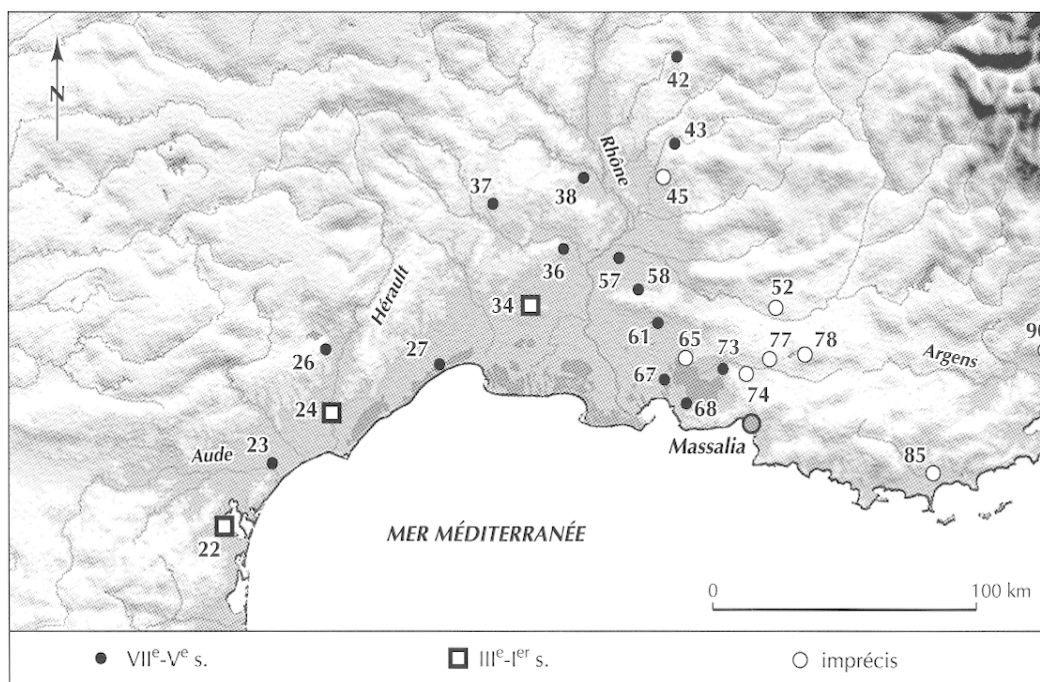 N
42
43
Rhône
45
38
37
36
57
58
52
34
Hérault
61
65
73
77
78
90
Argens
26
27
67
74
24
68
Massalia
23
Aude
85
22
MER MÉDITERRANÉE
0 100 km
VIIe-Ve s. IIIe-Ier s. imprécis